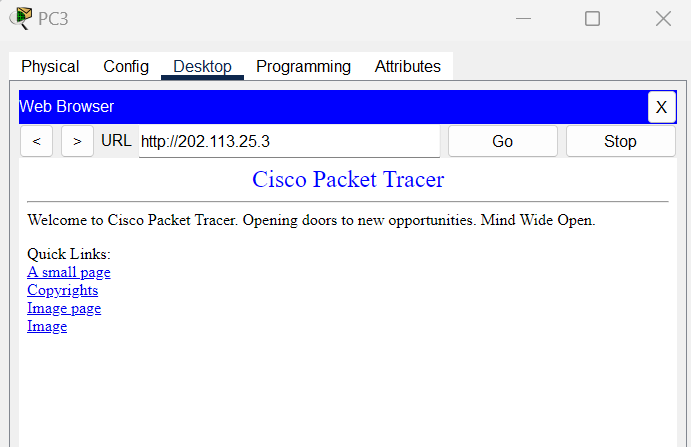 PC3
Physical Config Desktop Programming Attributes
Web Browser X
< > URL http://202.113.25.3 Go Stop
Cisco Packet Tracer
Welcome to Cisco Packet Tracer. Opening doors to new opportunities. Mind Wide Open.
Quick Links:
A small page
Copyrights
Image page
Image